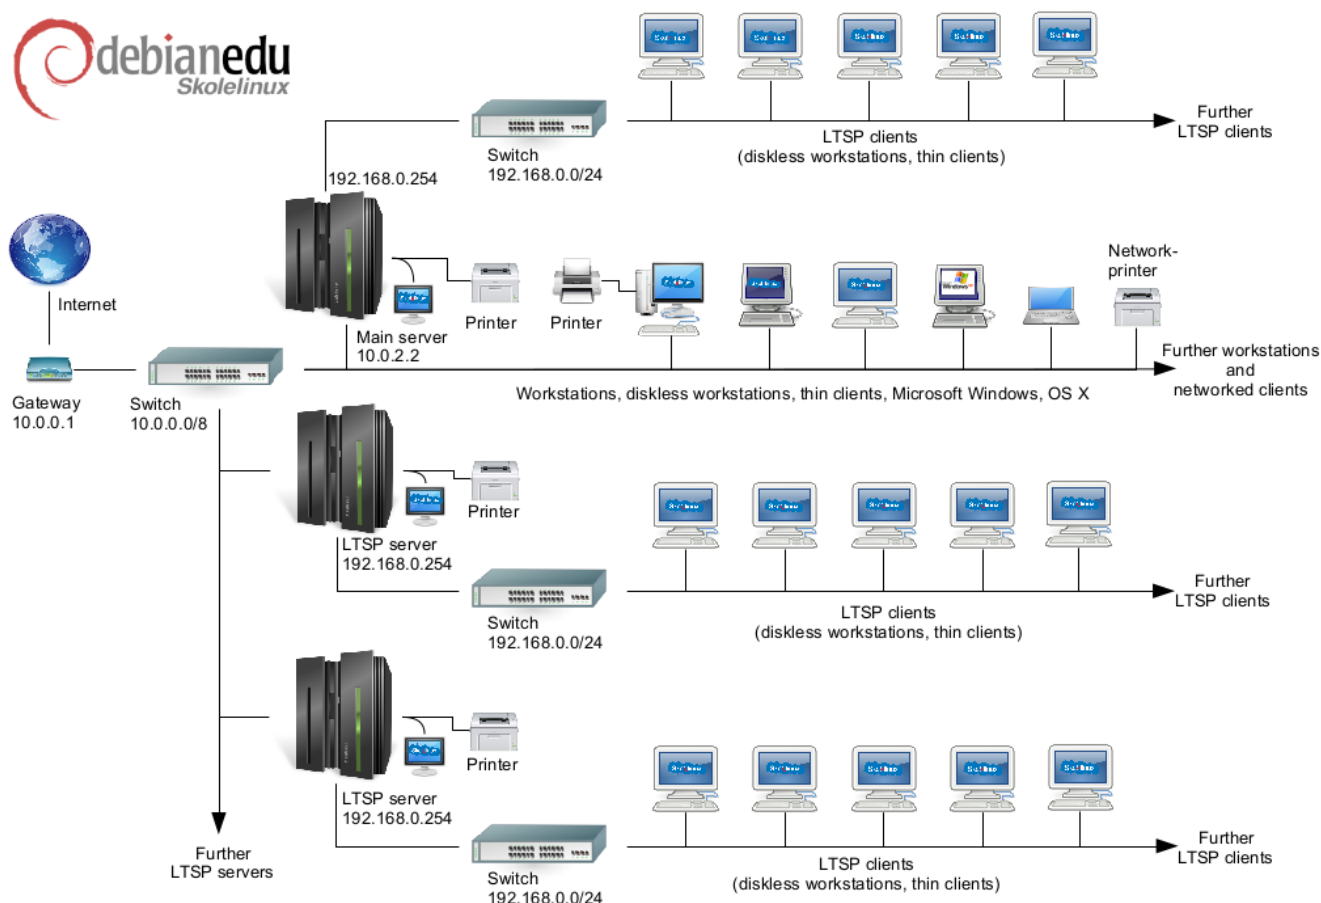 debianedu
Skolelinux
Further
LTSP clients
LTSP clients
(diskless workstations, thin clients)
Switch
192.168.0.0/24
192.168.0.254
Internet
Printer
Printer
Network-
printer
Main server
10.0.2.2
Windows
Further workstations
and
networked clients
Workstations, diskless workstations, thin clients, Microsoft Windows, OS X
Gateway
10.0.0.1
Switch
10.0.0.0/8
Printer
LTSP server
192.168.0.254
Further
LTSP clients
LTSP clients
(diskless workstations, thin clients)
Switch
192.168.0.0/24
Printer
LTSP server
192.168.0.254
Further
LTSP servers
Further
LTSP clients
LTSP clients
(diskless workstations, thin clients)
Switch
192.168.0.0/24